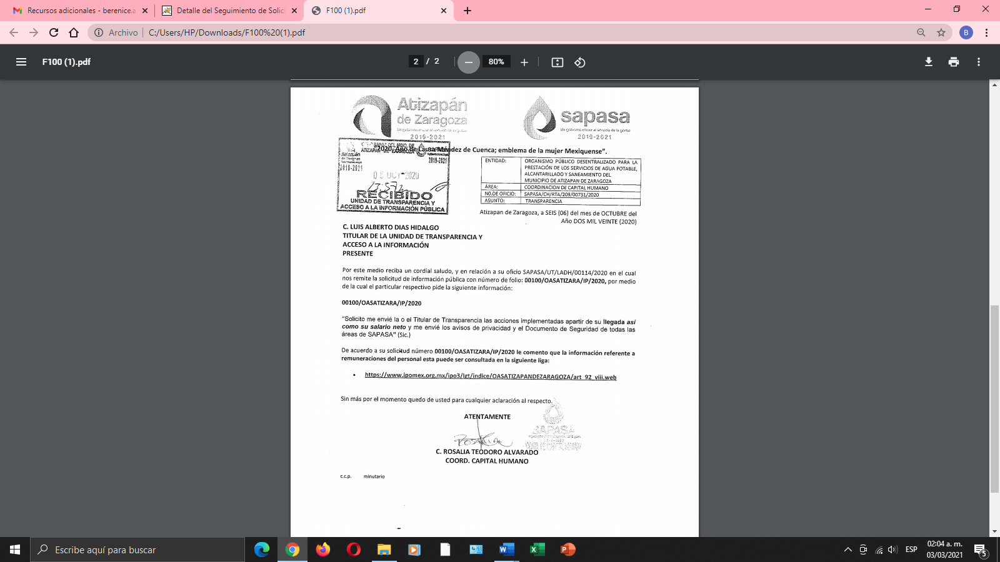 Recursos adicionales - berenice.a
Detalle del Seguimiento de Solic
F100 (1).pdf
Archivo
C:/Users/HP/Downloads/F100%20(1).pdf
F100 (1).pdf
2 / 2
80%
Atizapán
de Zaragoza
2019-2021
sapasa
Un gobierno eficaz al servicio de la gente
2019-2021
"2020. Año de Laura Méndez de Cuenca; emblema de la mujer Mexiquense".
2019-2021
2019-2021
05 OCT 2020
RECIBIDO
UNIDAD DE TRANSPARENCIA Y
ACCESO A LA INFORMACIÓN PÚBLICA
ENTIDAD: ORGANISMO PÚBLICO DESENTRALIZADO PARA LA
PRESTACIÓN DE LOS SERVICIOS DE AGUA POTABLE,
ALCANTARILLADO Y SANEAMIENTO DEL
MUNICIPIO DE ATIZAPAN DE ZARAGOZA
ÁREA: COORDINACION DE CAPITAL HUMANO
NO.DE OFICIO: SAPASA/CH/RTA/209/00731/2020
ASUNTO: TRANSPARENCIA
Atizapan de Zaragoza, a SEIS (06) del mes de OCTUBRE del
Año DOS MIL VEINTE (2020)
C. LUIS ALBERTO DIAS HIDALGO
TITULAR DE LA UNIDAD DE TRANSPARENCIA Y
ACCESO A LA INFORMACIÓN
PRESENTE
Por este medio reciba un cordial saludo, y en relación a su oficio SAPASA/UT/LADH/00114/2020 en el cual
nos remite la solicitud de información pública con número de folio: 00100/OASATIZARA/IP/2020, por medio
de la cual el particular respectivo pide la siguiente información:
00100/OASATIZARA/IP/2020
"Solicito me envié la o el Titular de Transparencia las acciones implementadas apartir de su llegada así
como su salario neto y me envié los avisos de privacidad y el Documento de Seguridad de todas las
áreas de SAPASA" (Sic.)
De acuerdo a su solicitud número 00100/OASATIZARA/IP/2020 le comento que la información referente a
remuneraciones del personal esta puede ser consultada en la siguiente liga:
• https://www.ipomex.org.mx/ipo3/lgt/indice/OASATIZAPANDEZARAGOZA/art_92_viii.web
Sin más por el momento quedo de usted para cualquier aclaración al respecto.
ATENTAMENTE
SAPASA
C. ROSALIA TEODORO ALVARADO
COORD. CAPITAL HUMANO
c.c.p. minutario
Escribe aquí para buscar
ESP
02:04 a. m.
03/03/2021
5